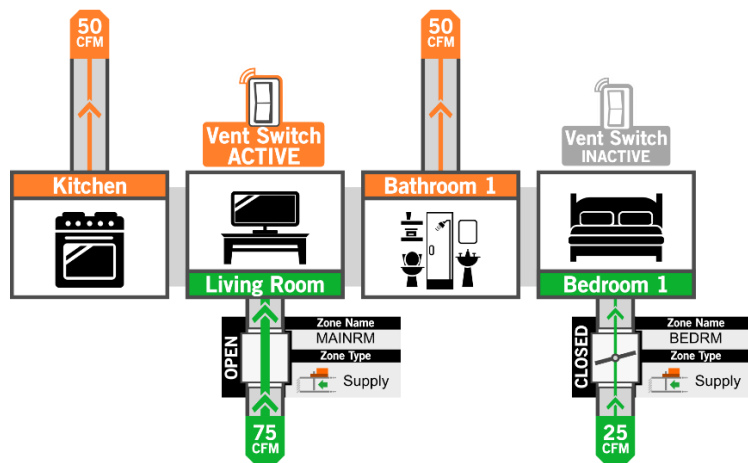 50
CFM
50
CFM
Vent Switch
ACTIVE
Vent Switch
INACTIVE
Kitchen
Bathroom 1
Living Room
Bedroom 1
OPEN
Zone Name
MAINRM
Zone Type
Supply
CLOSED
Zone Name
BEDRM
Zone Type
Supply
75
CFM
25
CFM